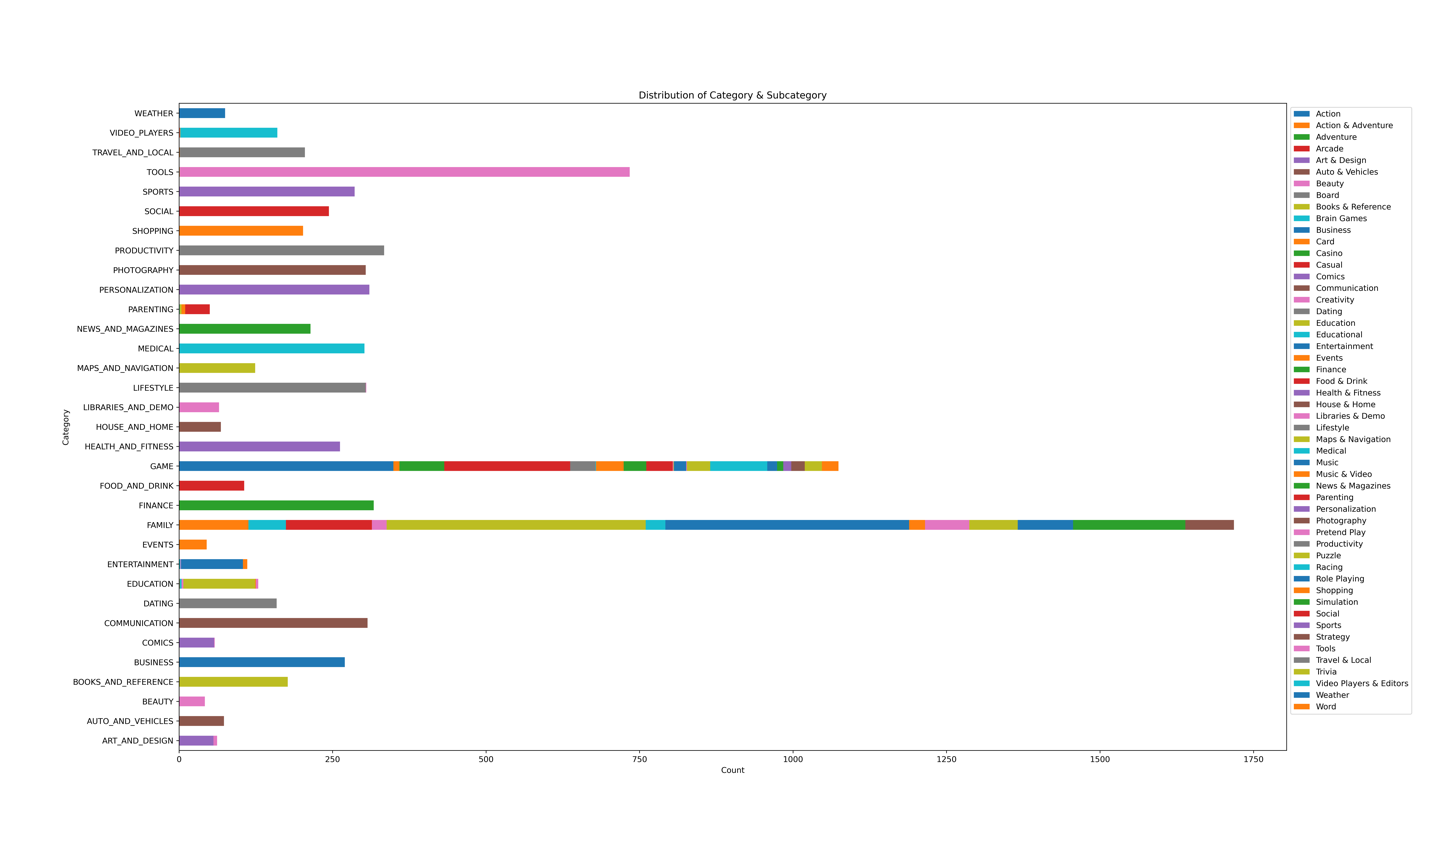 Distribution of Category & Subcategory
Category
WEATHER
VIDEO_PLAYERS
TRAVEL_AND_LOCAL
TOOLS
SPORTS
SOCIAL
SHOPPING
PRODUCTIVITY
PHOTOGRAPHY
PERSONALIZATION
PARENTING
NEWS_AND_MAGAZINES
MEDICAL
MAPS_AND_NAVIGATION
LIFESTYLE
LIBRARIES_AND_DEMO
HOUSE_AND_HOME
HEALTH_AND_FITNESS
GAME
FOOD_AND_DRINK
FINANCE
FAMILY
EVENTS
ENTERTAINMENT
EDUCATION
DATING
COMMUNICATION
COMICS
BUSINESS
BOOKS_AND_REFERENCE
BEAUTY
AUTO_AND_VEHICLES
ART_AND_DESIGN
0 250 500 750 1000 1250 1500 1750
Count
Action
Action & Adventure
Adventure
Arcade
Art & Design
Auto & Vehicles
Beauty
Board
Books & Reference
Brain Games
Business
Card
Casino
Casual
Comics
Communication
Creativity
Dating
Education
Educational
Entertainment
Events
Finance
Food & Drink
Health & Fitness
House & Home
Libraries & Demo
Lifestyle
Maps & Navigation
Medical
Music
Music & Video
News & Magazines
Parenting
Personalization
Photography
Pretend Play
Productivity
Puzzle
Racing
Role Playing
Shopping
Simulation
Social
Sports
Strategy
Tools
Travel & Local
Trivia
Video Players & Editors
Weather
Word